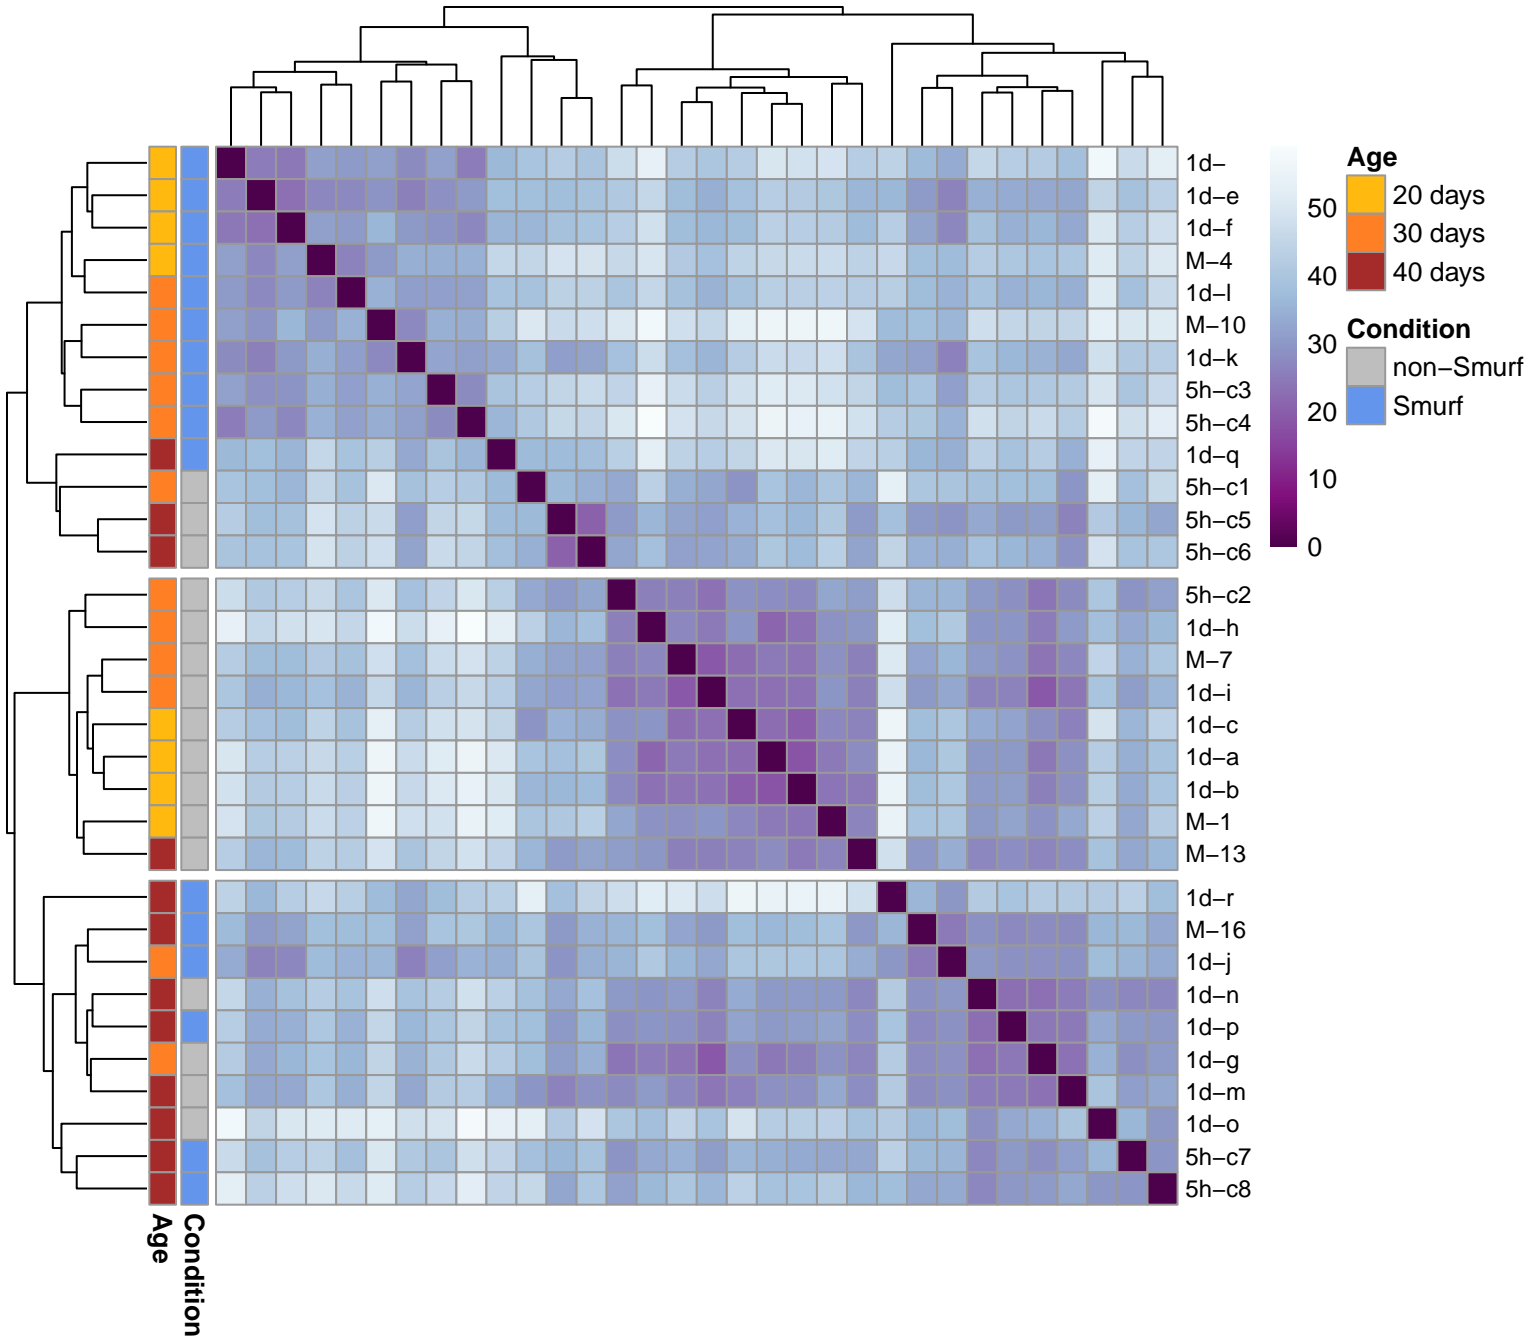 1d−
1d−e
1d−f
M−4
1d−l
M−10
1d−k
5h−c3
5h−c4
1d−q
5h−c1
5h−c5
5h−c6
5h−c2
1d−h
M−7
1d−i
1d−c
1d−a
1d−b
M−1
M−13
1d−r
M−16
1d−j
1d−n
1d−p
1d−g
1d−m
1d−o
5h−c7
5h−c8
Age
Condition
50
40
30
20
10
0
Age
20 days
30 days
40 days
Condition
non−Smurf
Smurf